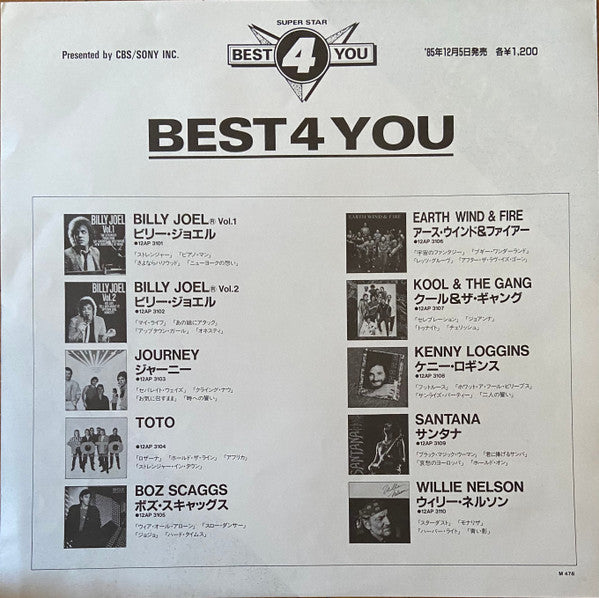 SUPER STAR
BEST 4 YOU
Presented by CBS/SONY INC.
'85年12月5日発売 各¥1,200
BEST4 YOU
BILLY JOEL Vol.1
BILLY JOEL® Vol.1
ビリー・ジョエル
●12AP 3101
「ストレンジャー」「ピアノ・マン」
「さよならハリウッド」「ニューヨークの想い」
BILLY JOEL Vol.2
BILLY JOEL® Vol.2
ビリー・ジョエル
●12AP 3102
「マイ・ライフ」「あの娘にアタック」
「アップタウン・ガール」「オネスティ」
JOURNEY
ジャーニー
●12AP 3103
「セパレイト・ウェイズ」「クライング・ナウ」
「お気に召すまま」「時への誓い」
TOTO
TOTO
●12AP 3104
「ロザーナ」「ホールド・ザ・ライン」「アフリカ」
「ストレンジャー・イン・タウン」
BOZ SCAGGS
ボズ・スキャッグス
●12AP 3105
「ウィア・オール・アローン」「スロー・ダンサー」
「ジョジョ」「ハード・タイムス」
EARTH WIND & FIRE
EARTH WIND & FIRE
アース・ウインド&ファイアー
●12AP 3106
「宇宙のファンタジー」「ブギー・ワンダーランド」
「レッツ・グルーヴ」「アフター・ザ・ラヴ・イズ・ゴーン」
KOOL & THE GANG
クール&ザ・ギャング
●12AP 3107
「セレブレーション」「ジョアンナ」
「トゥナイト」「チェリッシュ」
KENNY LOGGINS
ケニー・ロギンス
●12AP 3108
「フットルース」「ホワット・ア・フール・ビリーブス」
「サンライズ・パーティー」「二人の誓い」
SANTANA
SANTANA
サンタナ
●12AP 3109
「ブラック・マジック・ウーマン」「君に捧げるサンバ」
「哀愁のヨーロッパ」「ホールド・オン」
WILLIE NELSON
ウィリー・ネルソン
●12AP 3110
「スターダスト」「モナリザ」
「ハーバー・ライト」「青い影」
M 476